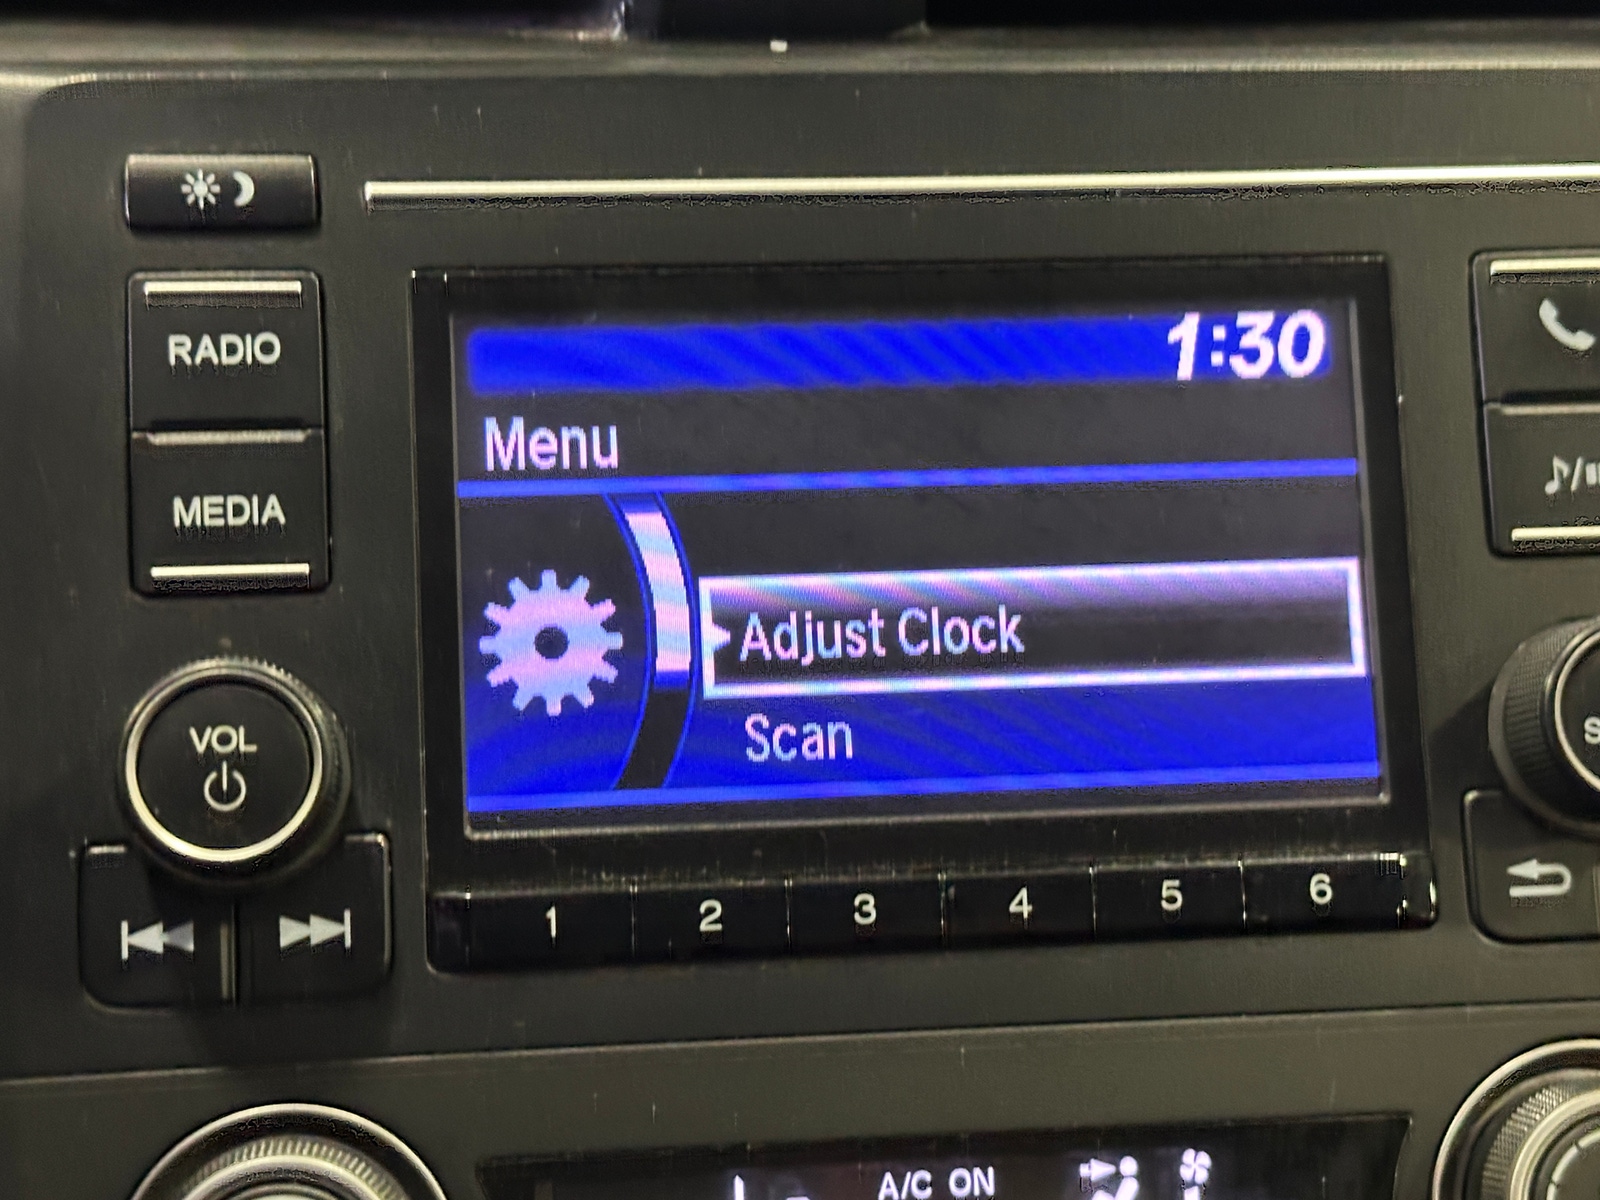 RADIO
MEDIA
VOL
1:30
Menu
Adjust Clock
Scan
1 2 3 4 5 6
A/C ON